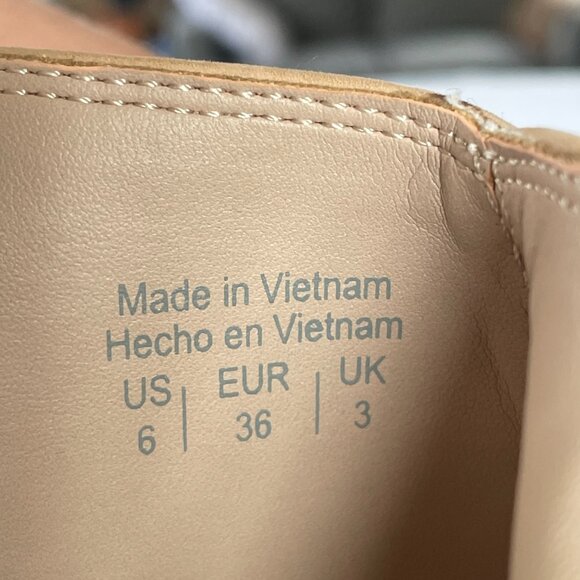 Made in Vietnam
Hecho en Vietnam
US | EUR | UK
6 | 36 | 3